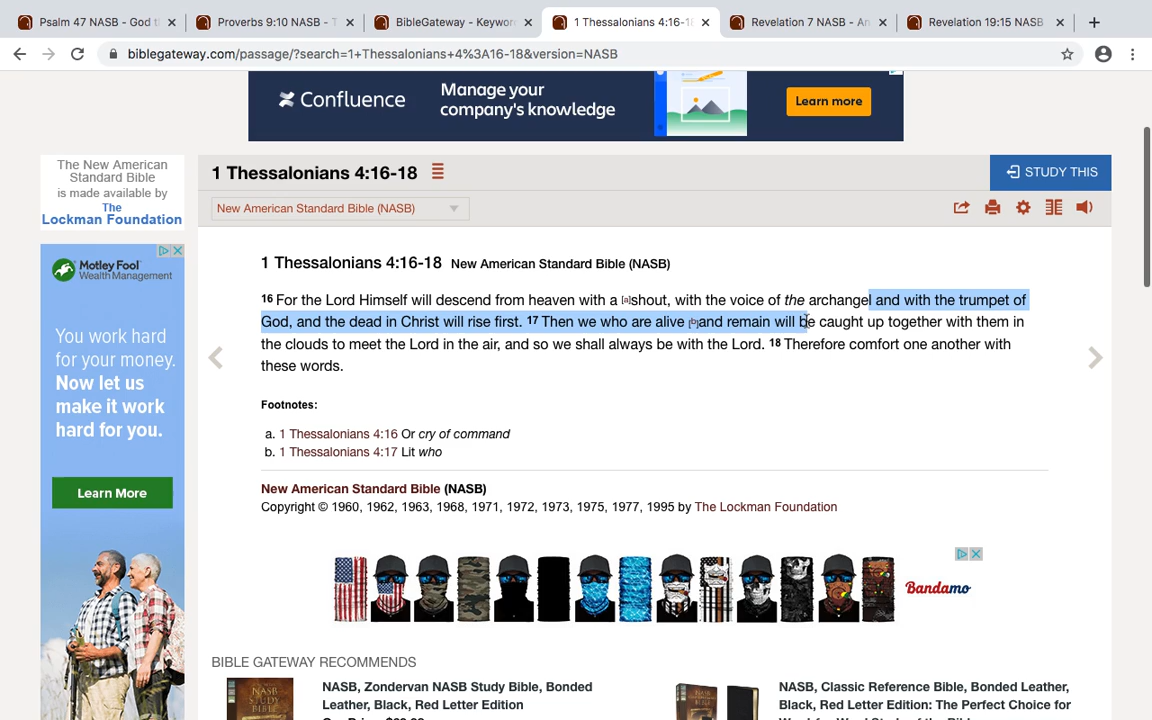 Psalm 47 NASB - God t
Proverbs 9:10 NASB - T
BibleGateway - Keywor
1 Thessalonians 4:16-1
Revelation 7 NASB - An
Revelation 19:15 NASB
biblegateway.com/passage/?search=1+Thessalonians+4%3A16-18&version=NASB
Confluence
Manage your
company's knowledge
Learn more
The New American
Standard Bible
is made available by
The
Lockman Foundation
1 Thessalonians 4:16-18
STUDY THIS
New American Standard Bible (NASB)
Motley Fool
Wealth Management
You work hard
for your money.
Now let us
make it work
hard for you.
Learn More
1 Thessalonians 4:16-18 New American Standard Bible (NASB)
16 For the Lord Himself will descend from heaven with a [a]shout, with the voice of the archangel and with the trumpet of
God, and the dead in Christ will rise first. 17 Then we who are alive [b]and remain will be caught up together with them in
the clouds to meet the Lord in the air, and so we shall always be with the Lord. 18 Therefore comfort one another with
these words.
Footnotes:
a. 1 Thessalonians 4:16 Or cry of command
b. 1 Thessalonians 4:17 Lit who
New American Standard Bible (NASB)
Copyright © 1960, 1962, 1963, 1968, 1971, 1972, 1973, 1975, 1977, 1995 by The Lockman Foundation
Bandamo
BIBLE GATEWAY RECOMMENDS
NASB, Zondervan NASB Study Bible, Bonded
Leather, Black, Red Letter Edition
NASB, Classic Reference Bible, Bonded Leather,
Black, Red Letter Edition: The Perfect Choice for
NASB